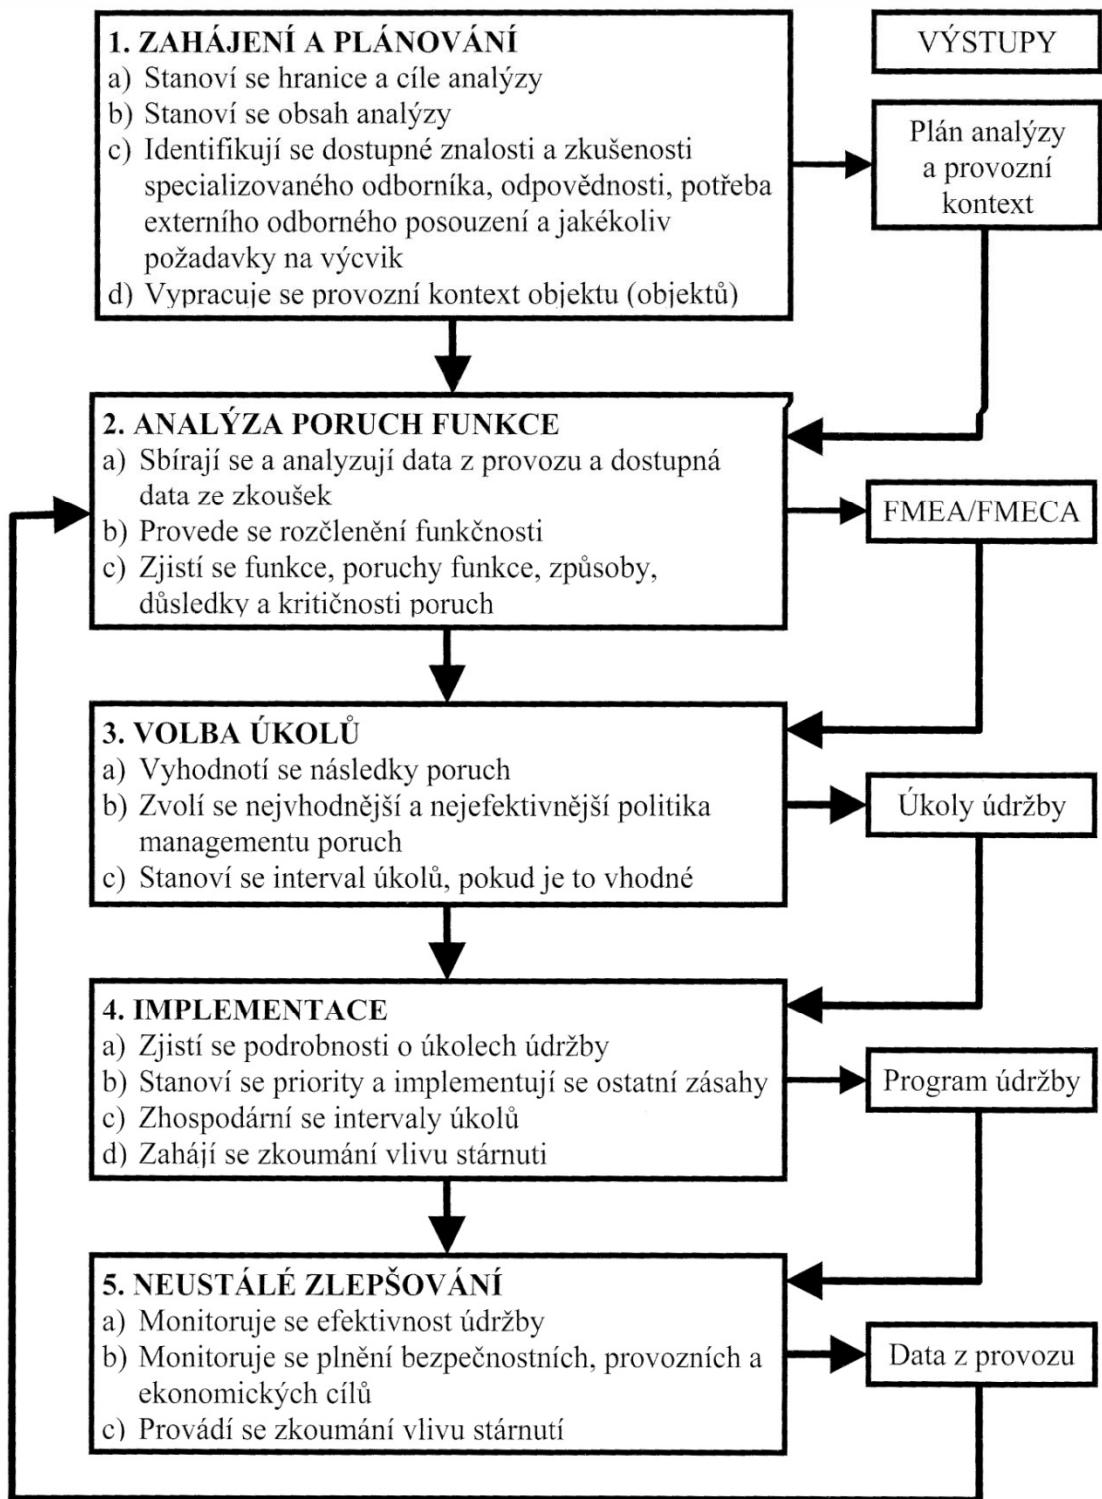 1. ZAHÁJENÍ A PLÁNOVÁNÍ
a) Stanoví se hranice a cíle analýzy
b) Stanoví se obsah analýzy
c) Identifikují se dostupné znalosti a zkušenosti
specializovaného odborníka, odpovědnosti, potřeba
externího odborného posouzení a jakékoliv
požadavky na výcvik
d) Vypracuje se provozní kontext objektu (objektů)
VÝSTUPY
Plán analýzy
a provozní
kontext
2. ANALÝZA PORUCH FUNKCE
a) Sbírají se a analyzují data z provozu a dostupná
data ze zkoušek
b) Provede se rozčlenění funkčnosti
c) Zjistí se funkce, poruchy funkce, způsoby,
důsledky a kritičnosti poruch
FMEA/FMECA
3. VOLBA ÚKOLŮ
a) Vyhodnotí se následky poruch
b) Zvolí se nejvhodnější a nejefektivnější politika
managementu poruch
c) Stanoví se interval úkolů, pokud je to vhodné
Úkoly údržby
4. IMPLEMENTACE
a) Zjistí se podrobnosti o úkolech údržby
b) Stanoví se priority a implementují se ostatní zásahy
c) Zhospodární se intervaly úkolů
d) Zahájí se zkoumání vlivu stárnuti
Program údržby
5. NEUSTÁLÉ ZLEPŠOVÁNÍ
a) Monitoruje se efektivnost údržby
b) Monitoruje se plnění bezpečnostních, provozních a
ekonomických cílů
c) Provádí se zkoumání vlivu stárnutí
Data z provozu